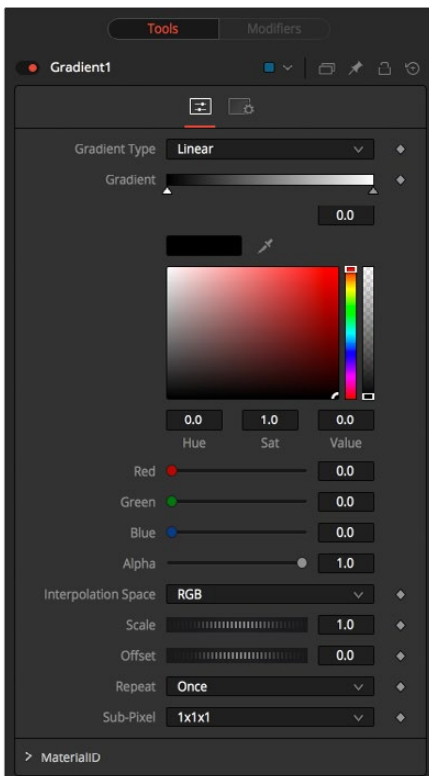 Tools Modifiers
Gradient1
Gradient Type Linear
Gradient
0.0
0.0 1.0 0.0
Hue Sat Value
Red 0.0
Green 0.0
Blue 0.0
Alpha 1.0
Interpolation Space RGB
Scale 1.0
Offset 0.0
Repeat Once
Sub-Pixel 1x1x1
> MaterialID